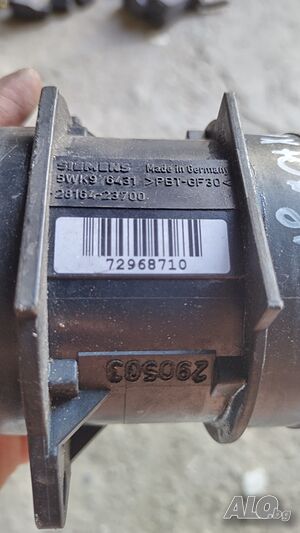 SIEMENS Made in Germany
5WK9 6431 >PBT-GF30<
28164-23700
72968710
290503
ALO.bg